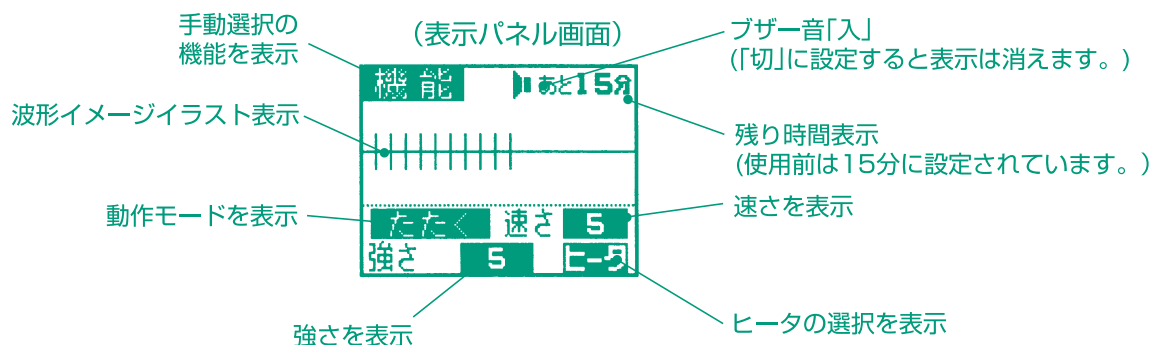 手動選択の
機能を表示
(表示パネル画面)
ブザー音「入」
(「切」に設定すると表示は消えます。)
機能
あと15分
波形イメージイラスト表示
残り時間表示
(使用前は15分に設定されています。)
動作モードを表示
たたく 速さ 5
速さを表示
強さ 5 ヒータ
強さを表示
ヒータの選択を表示